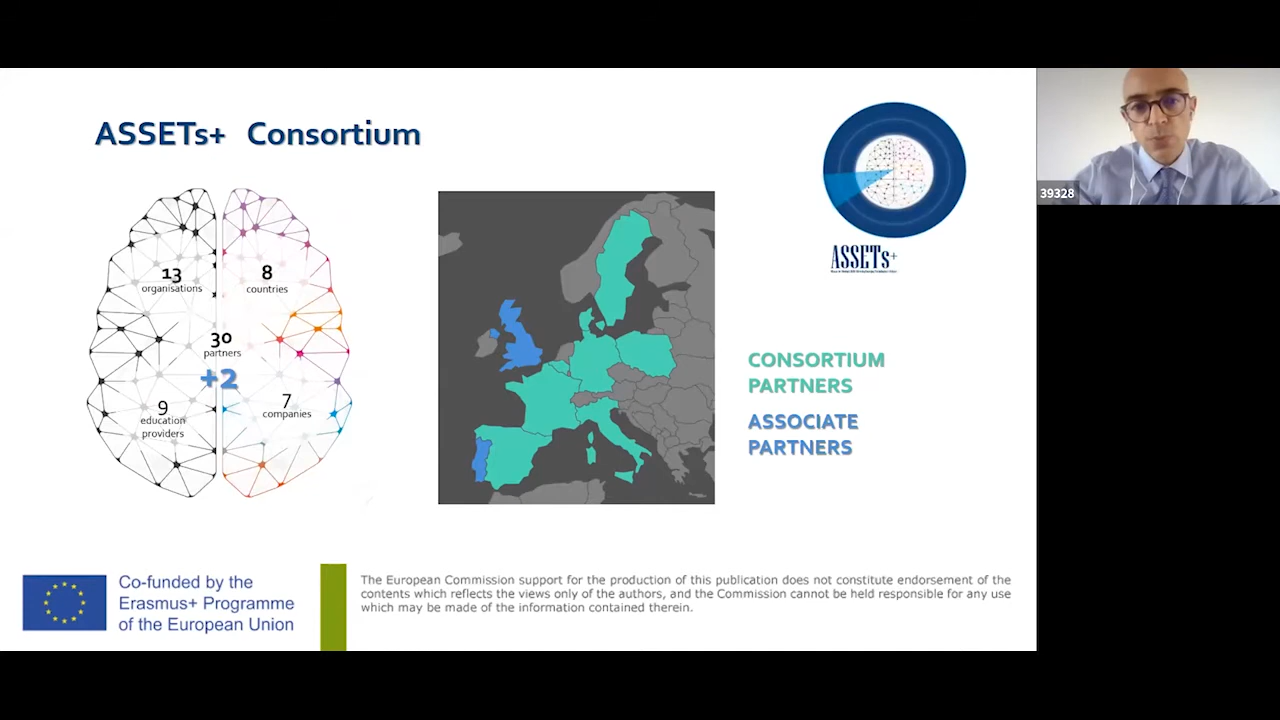 ASSETs+ Consortium
13
organisations
8
countries
30
partners
+2
9
education
providers
7
companies
CONSORTIUM
PARTNERS
ASSOCIATE
PARTNERS
ASSETs+
39328
Co-funded by the
Erasmus+ Programme
of the European Union
The European Commission support for the production of this publication does not constitute endorsement of the
contents which reflects the views only of the authors, and the Commission cannot be held responsible for any use
which may be made of the information contained therein.